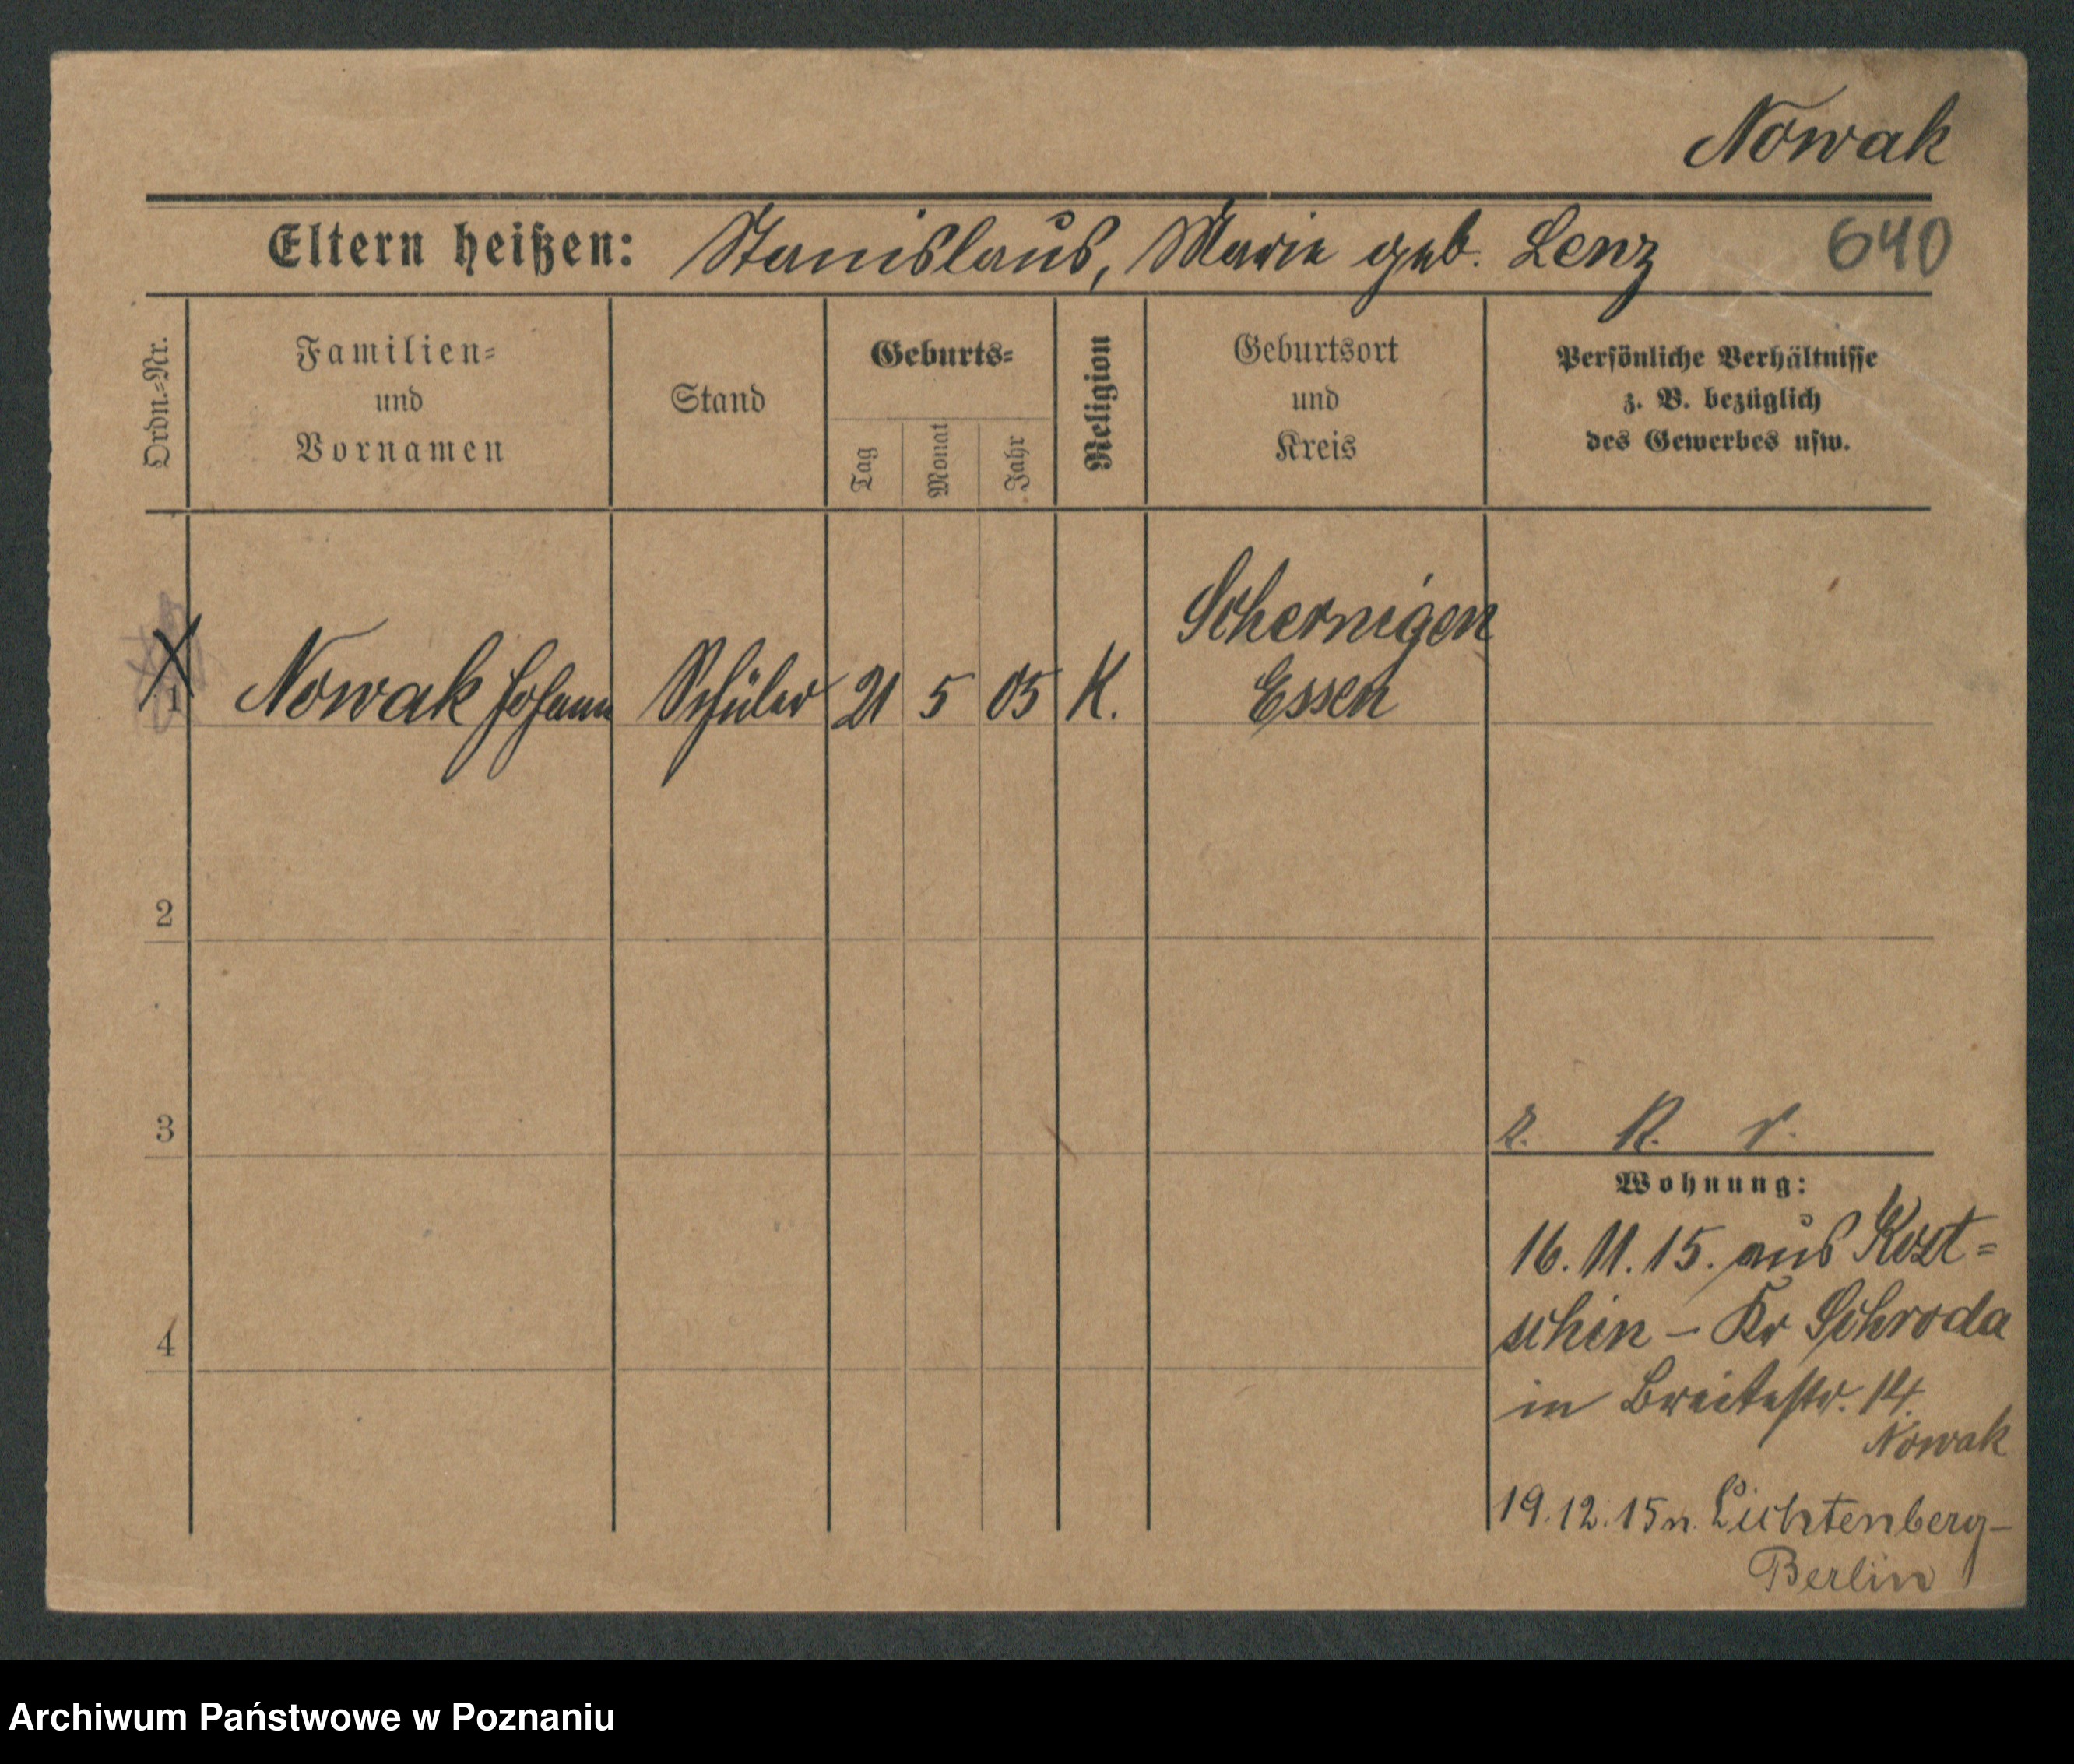 Nowak
Eltern heißen: Stanislaus, Marie geb. Lenz 640
Ordn.-Nr.
Familien-
und
Vornamen
Stand
Geburts-
Tag
Monat
Jahr
Religion
Geburtsort
und
Kreis
Persönliche Verhältnisse
z. B. bezüglich
des Gewerbes usw.
Schernigen
1 Nowak Johann Schüler 21 5 05 K. Essen
2
3
R.
Wohnung:
16.11.15. aus Kost=
schin – Kr Schroda
4
in Breitestr. 14.
Nowak
19.12.15 n. Lichtenberg–
Berlin
Archiwum Państwowe w Poznaniu